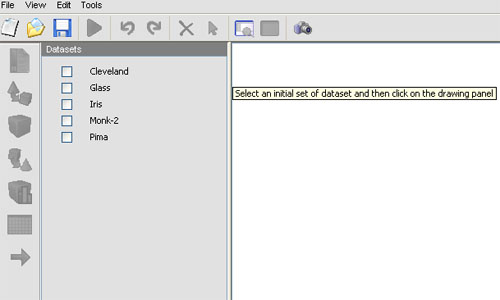 File View Edit Tools
Datasets
Cleveland
Glass
Select an initial set of dataset and then click on the drawing panel
Iris
Monk-2
Pima